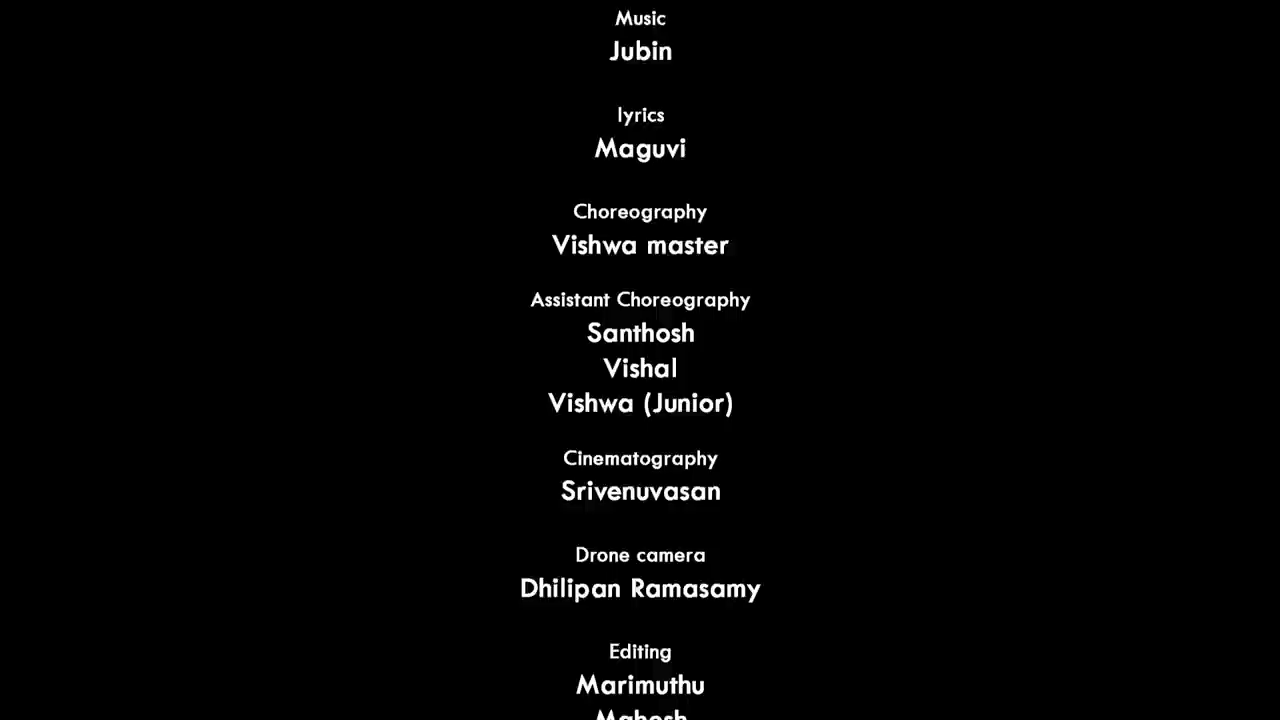 Music
Jubin
lyrics
Maguvi
Choreography
Vishwa master
Assistant Choreography
Santhosh
Vishal
Vishwa (Junior)
Cinematography
Srivenuvasan
Drone camera
Dhilipan Ramasamy
Editing
Marimuthu